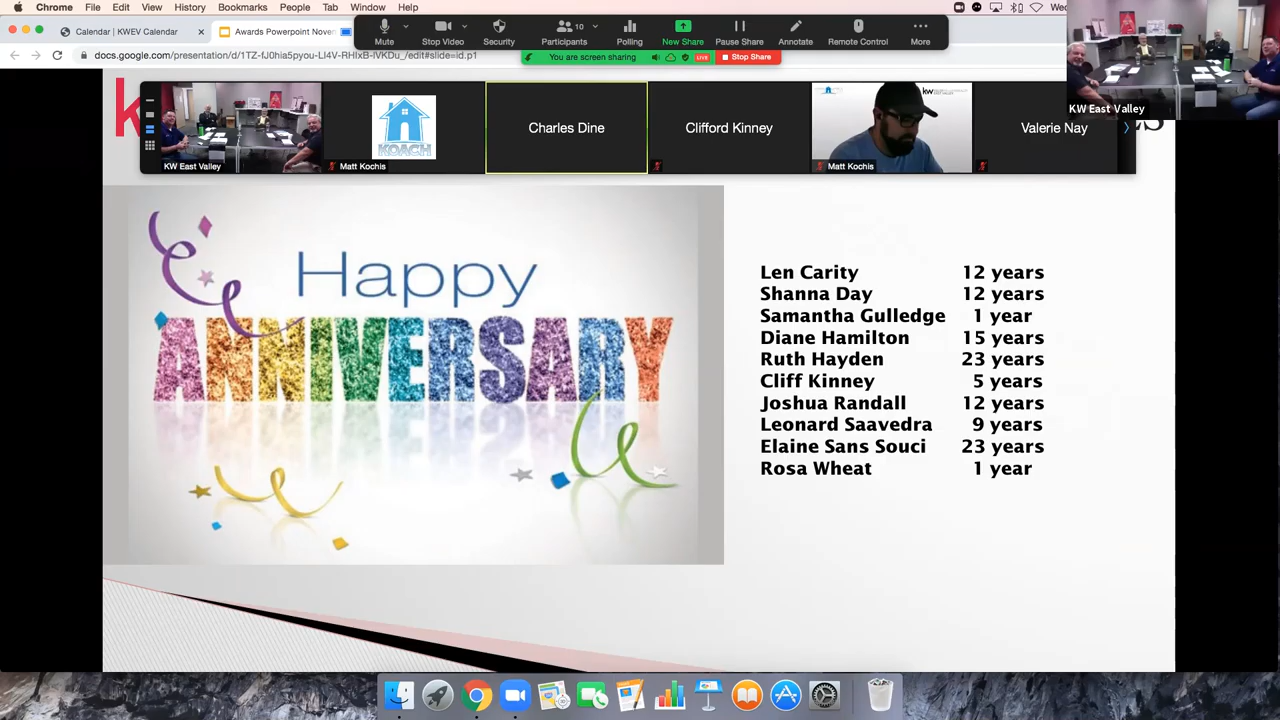 Chrome File Edit View History Bookmarks People Tab Window Help
Calendar | KWEV Calendar
Awards Powerpoint Noven
docs.google.com/presentation/d/1TZ-fJ0hia5pyou-LI4V-RHlxB-iVKDu_/edit#slide=id.p1
Mute Stop Video Security Participants 10 Polling New Share Pause Share Annotate Remote Control More
You are screen sharing LIVE Stop Share
KW East Valley
KW East Valley
KOACH
Matt Kochis
Charles Dine
Clifford Kinney
kw
Matt Kochis
Valerie Nay
Happy
ANNIVERSARY
Len Carity 12 years
Shanna Day 12 years
Samantha Gulledge 1 year
Diane Hamilton 15 years
Ruth Hayden 23 years
Cliff Kinney 5 years
Joshua Randall 12 years
Leonard Saavedra 9 years
Elaine Sans Souci 23 years
Rosa Wheat 1 year